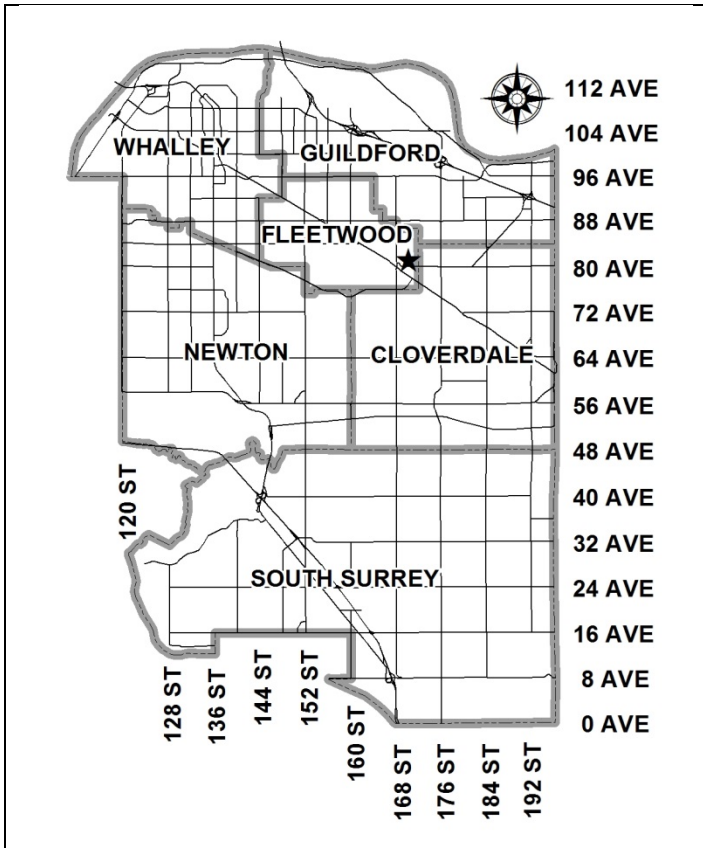 112 AVE
104 AVE
WHALLEY
GUILDFORD
96 AVE
88 AVE
FLEETWOOD
80 AVE
72 AVE
NEWTON
CLOVERDALE
64 AVE
56 AVE
48 AVE
120 ST
40 AVE
32 AVE
SOUTH SURREY
24 AVE
16 AVE
128 ST
136 ST
144 ST
152 ST
160 ST
168 ST
176 ST
184 ST
192 ST
8 AVE
0 AVE